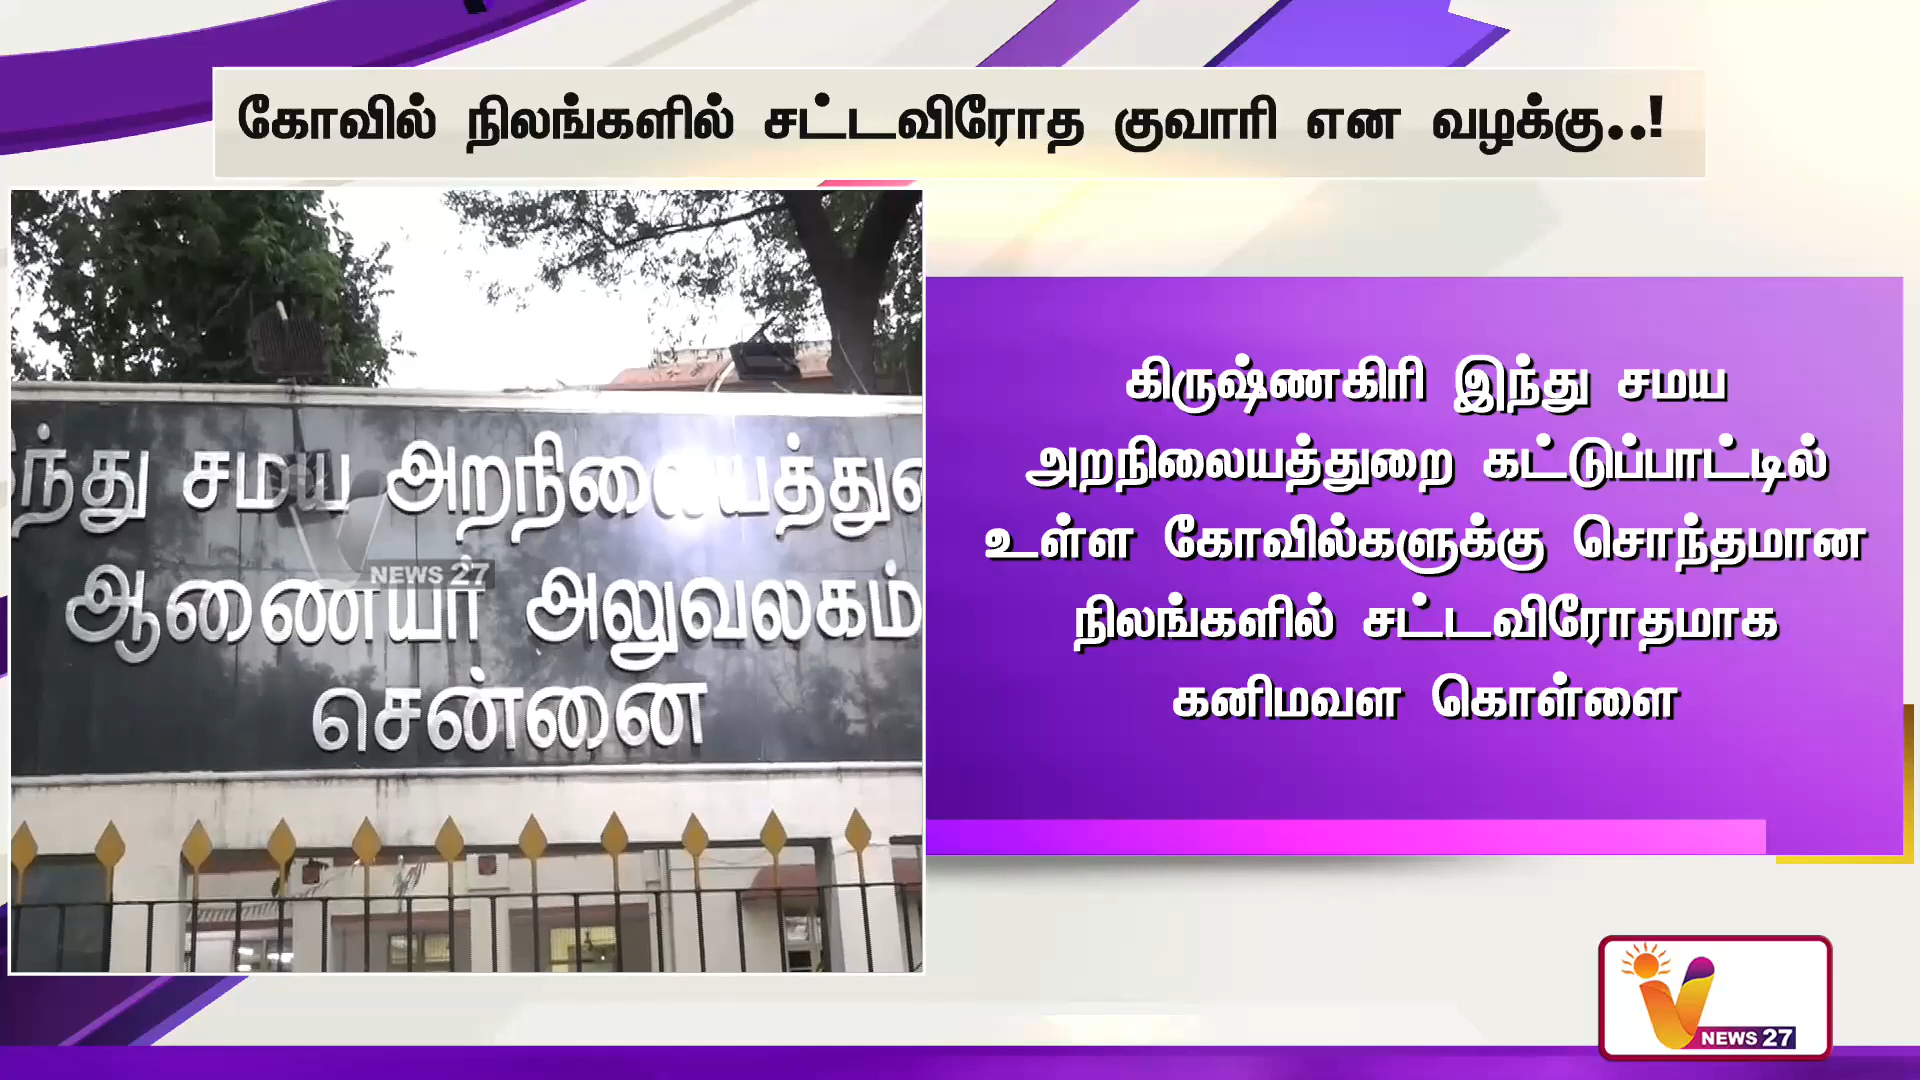 கோவில் நிலங்களில் சட்டவிரோத குவாரி என வழக்கு..!
சமய அறநிலையத்து
ஆணையர் அலுவலகம்
சென்னை
NEWS 27
கிருஷ்ணகிரி இந்து சமய
அறநிலையத்துறை கட்டுப்பாட்டில்
உள்ள கோவில்களுக்கு சொந்தமான
நிலங்களில் சட்டவிரோதமாக
கனிமவள கொள்ளை
V NEWS 27